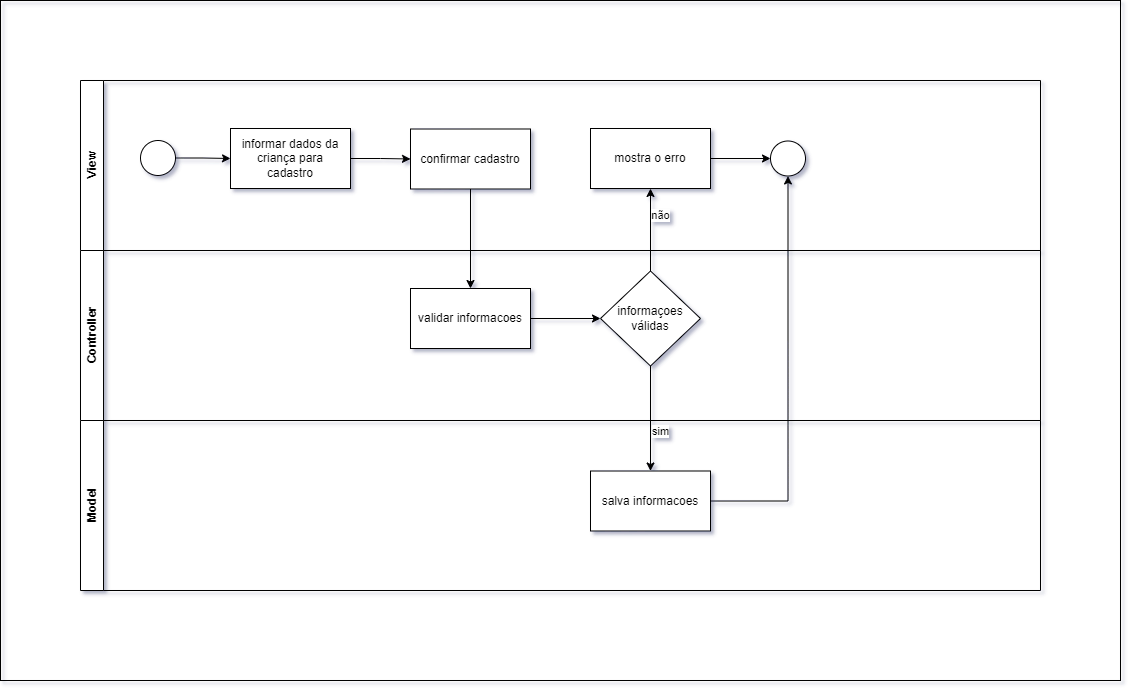 View
informar dados da
criança para
cadastro
confirmar cadastro
mostra o erro
não
Controller
validar informacoes
informaçoes
válidas
sim
Model
salva informacoes